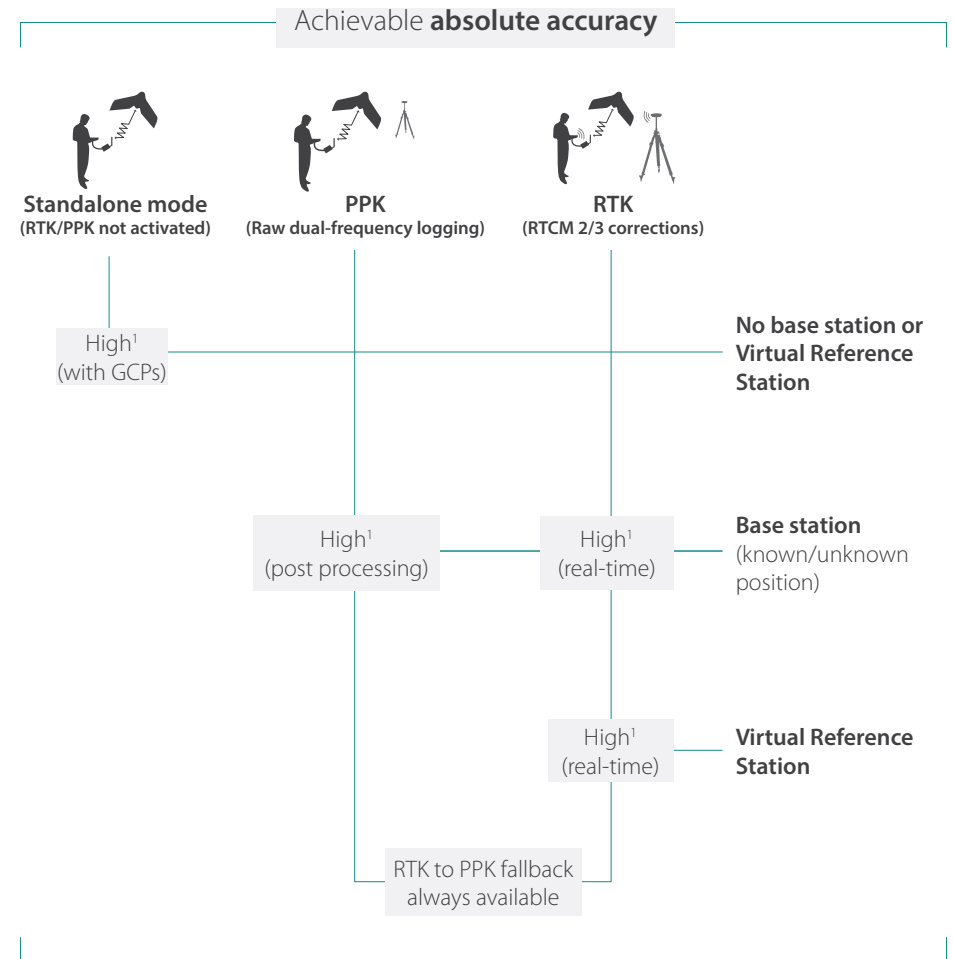 Achievable absolute accuracy
Standalone mode
(RTK/PPK not activated)
PPK
(Raw dual-frequency logging)
RTK
(RTCM 2/3 corrections)
High¹
(with GCPs)
No base station or
Virtual Reference
Station
High¹
(post processing)
High¹
(real-time)
Base station
(known/unknown
position)
High¹
(real-time)
Virtual Reference
Station
RTK to PPK fallback
always available